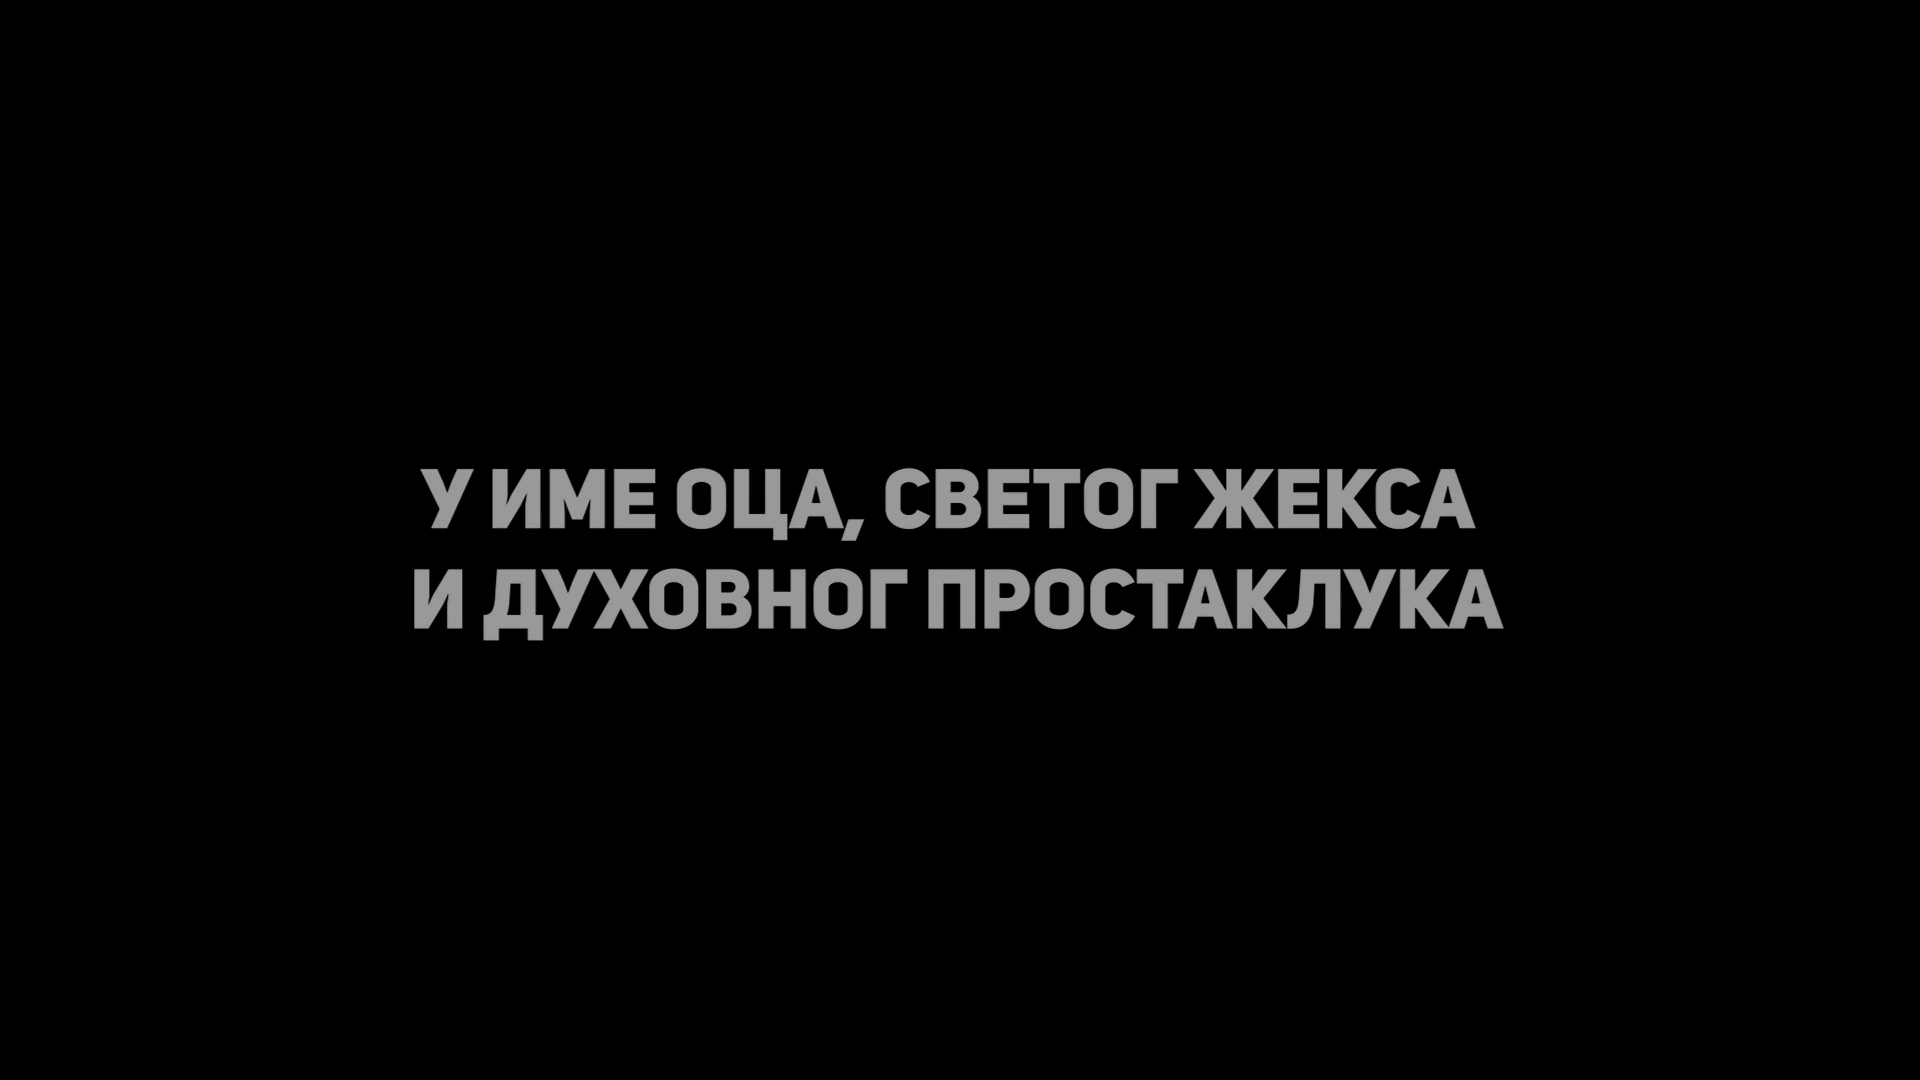 У ИМЕ ОЦА, СВЕТОГ ЖЕКСА
И ДУХОВНОГ ПРОСТАКЛУКА